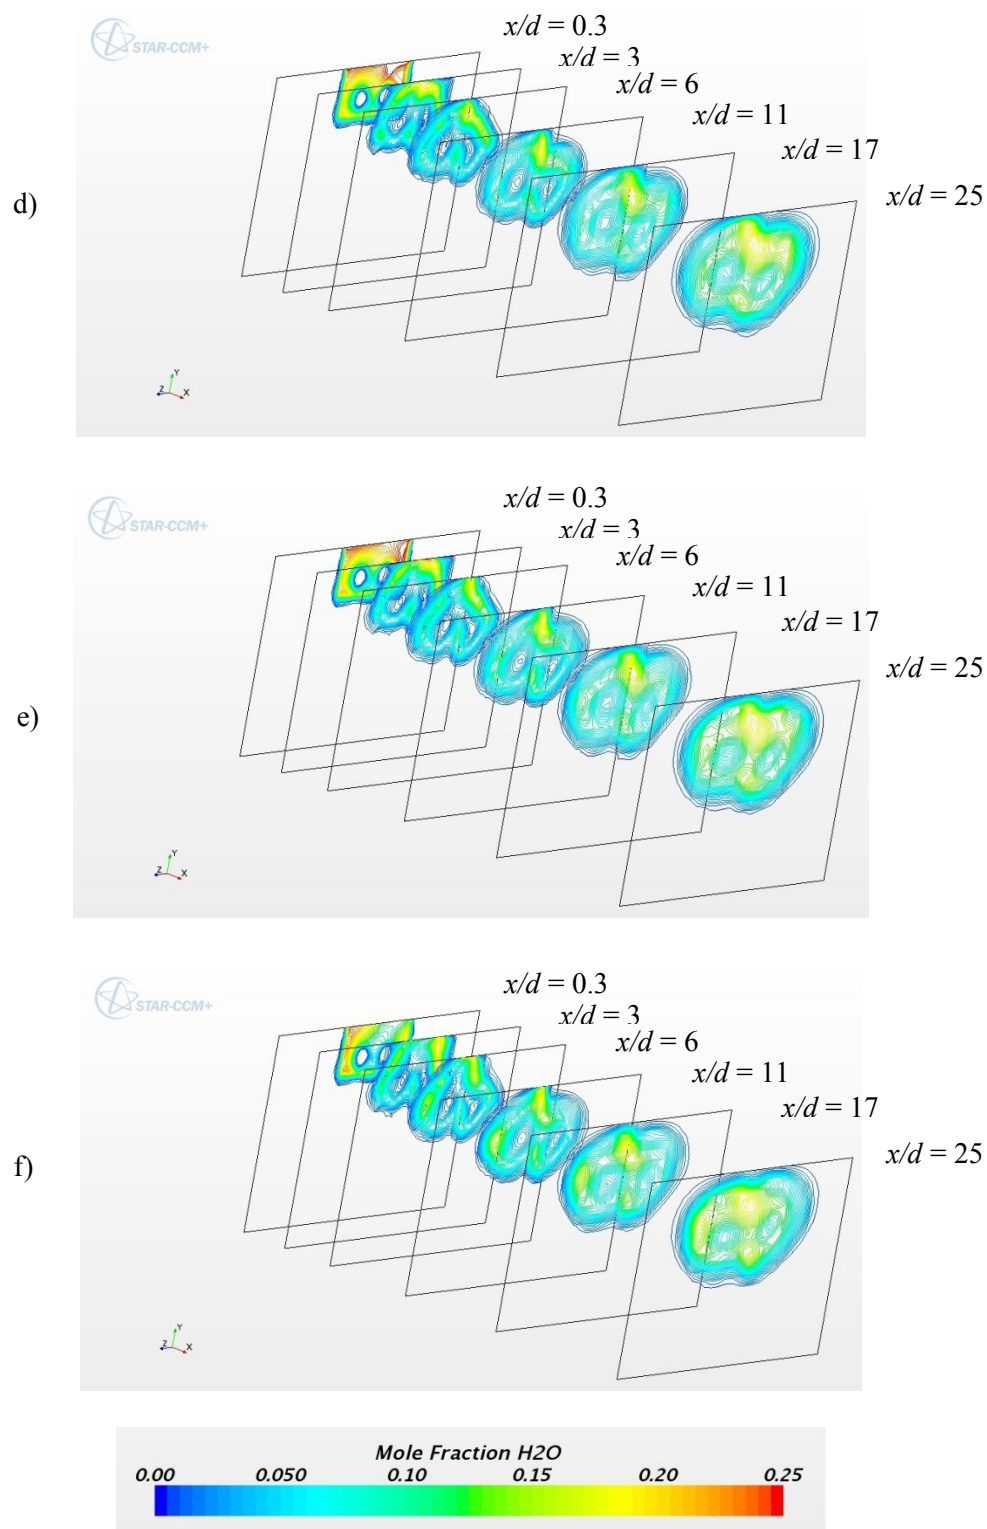 STAR-CCM+
x/d = 0.3
x/d = 3
x/d = 6
x/d = 11
x/d = 17
x/d = 25
d)
Y
Z
X
STAR-CCM+
x/d = 0.3
x/d = 3
x/d = 6
x/d = 11
x/d = 17
x/d = 25
e)
Y
Z
X
STAR-CCM+
x/d = 0.3
x/d = 3
x/d = 6
x/d = 11
x/d = 17
x/d = 25
f)
Y
Z
X
Mole Fraction H2O
0.00 0.050 0.10 0.15 0.20 0.25